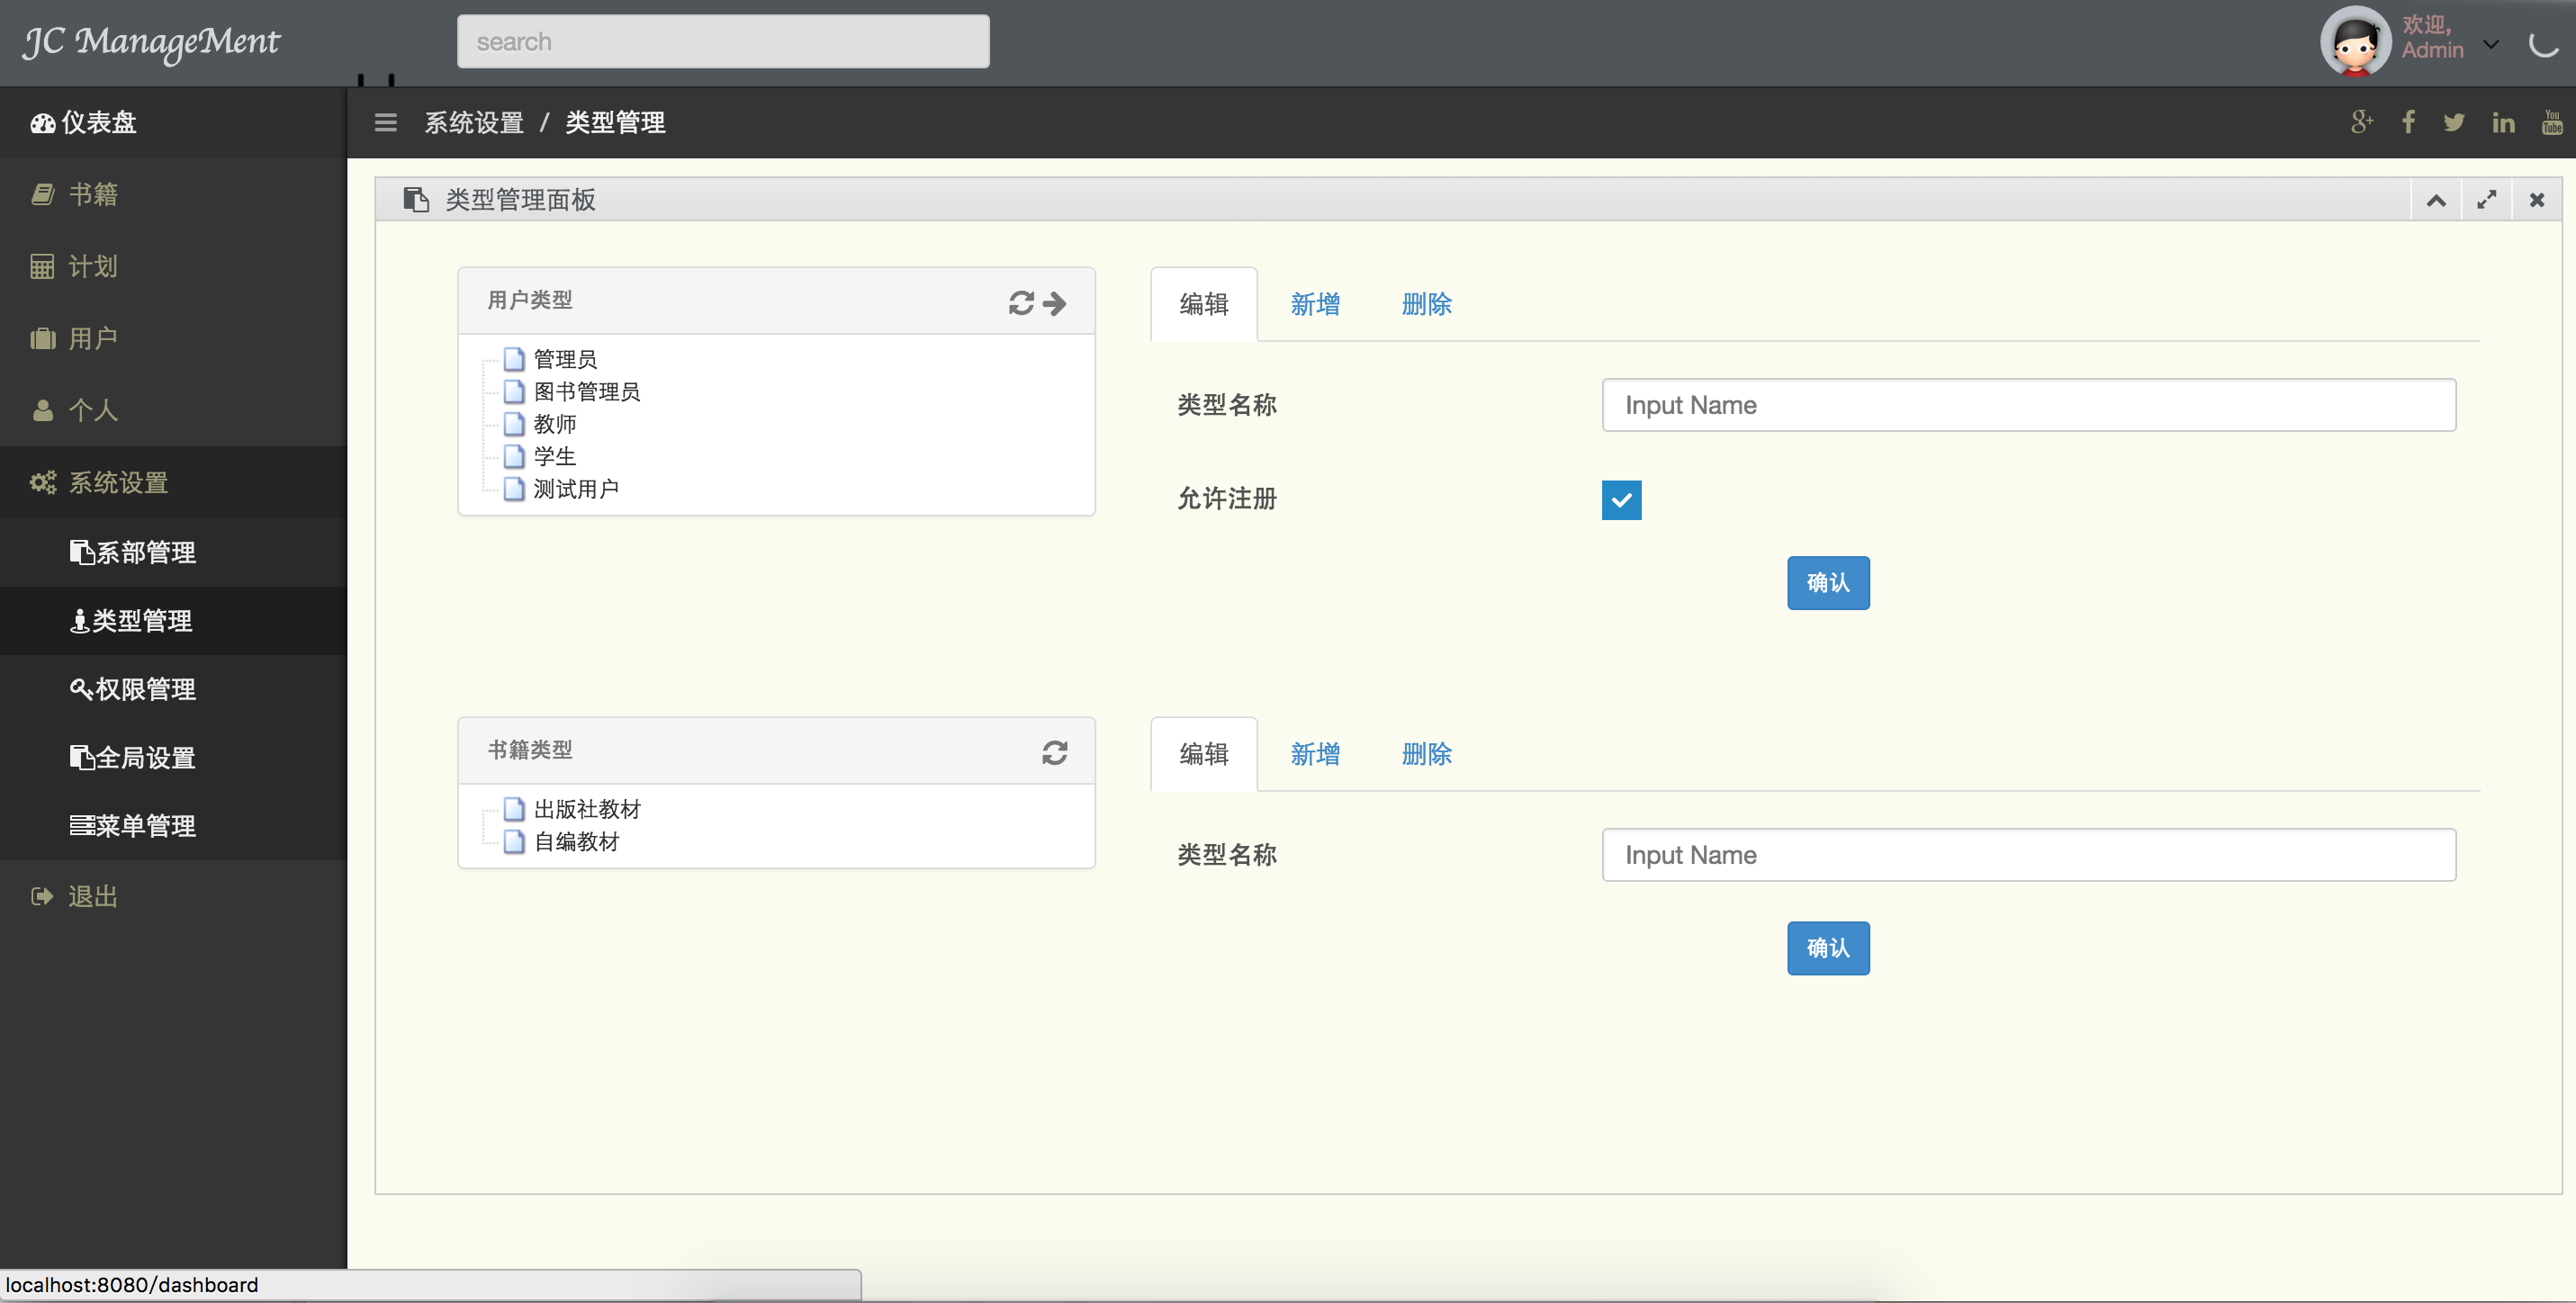 JC ManageMent
search
欢迎,
Admin
仪表盘
系统设置 / 类型管理
You
Tube
书籍
计划
用户
个人
系统设置
系部管理
类型管理
权限管理
全局设置
菜单管理
退出
类型管理面板
用户类型
管理员
图书管理员
教师
学生
测试用户
编辑 新增 删除
类型名称 Input Name
允许注册
确认
书籍类型
出版社教材
自编教材
编辑 新增 删除
类型名称 Input Name
确认
localhost:8080/dashboard